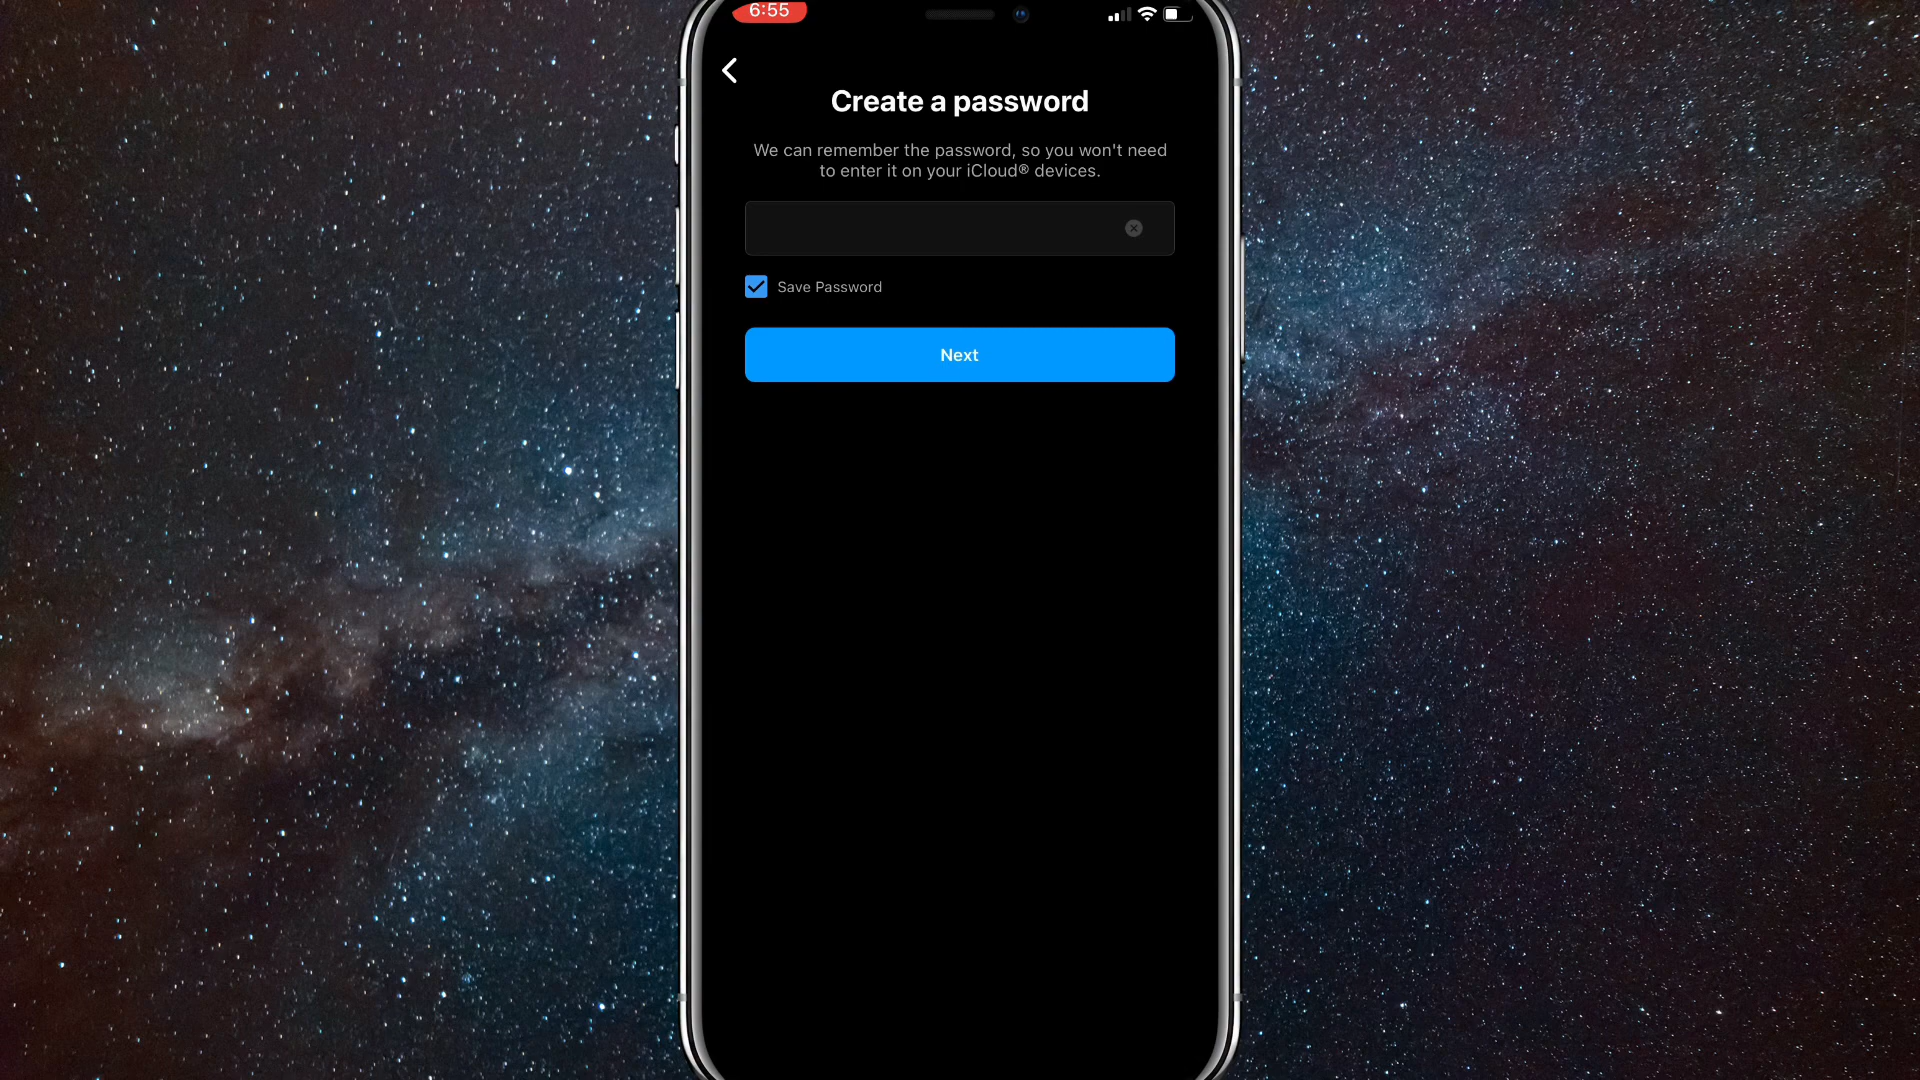 6:55
Create a password
We can remember the password, so you won't need
to enter it on your iCloud® devices.
Save Password
Next